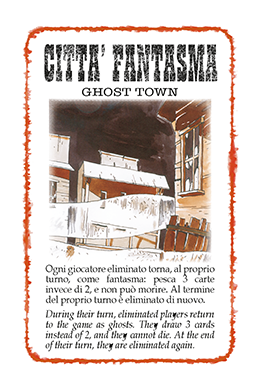 CITTA' FANTASMA
GHOST TOWN
Ogni giocatore eliminato torna, al proprio
turno, come fantasma: pesca 3 carte
invece di 2, e non può morire. Al termine
del proprio turno è eliminato di nuovo.
During their turn, eliminated players return
to the game as ghosts. They draw 3 cards
instead of 2, and they cannot die. At the end
of their turn, they are eliminated again.